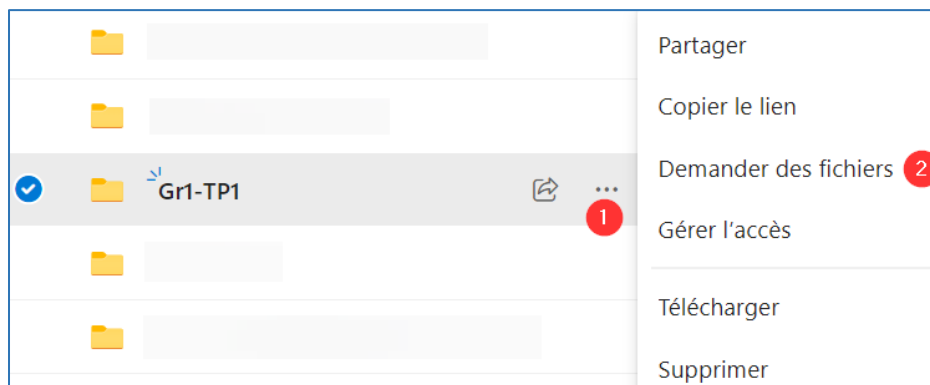 Partager
Copier le lien
Demander des fichiers 2
Gr1-TP1
1
Gérer l'accès
Télécharger
Supprimer